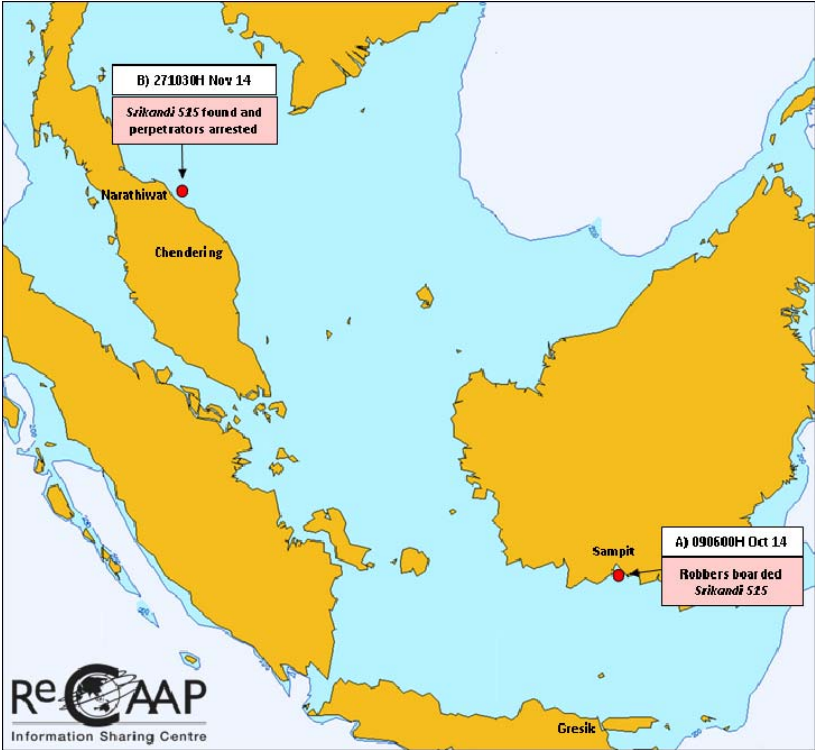 B) 271030H Nov 14
Srikandi 515 found and
perpetrators arrested
Narathiwat
Chendering
200
A) 090600H Oct 14
Sampit
Robbers boarded
Srikandi 515
ReCAAP
Information Sharing Centre
Gresik